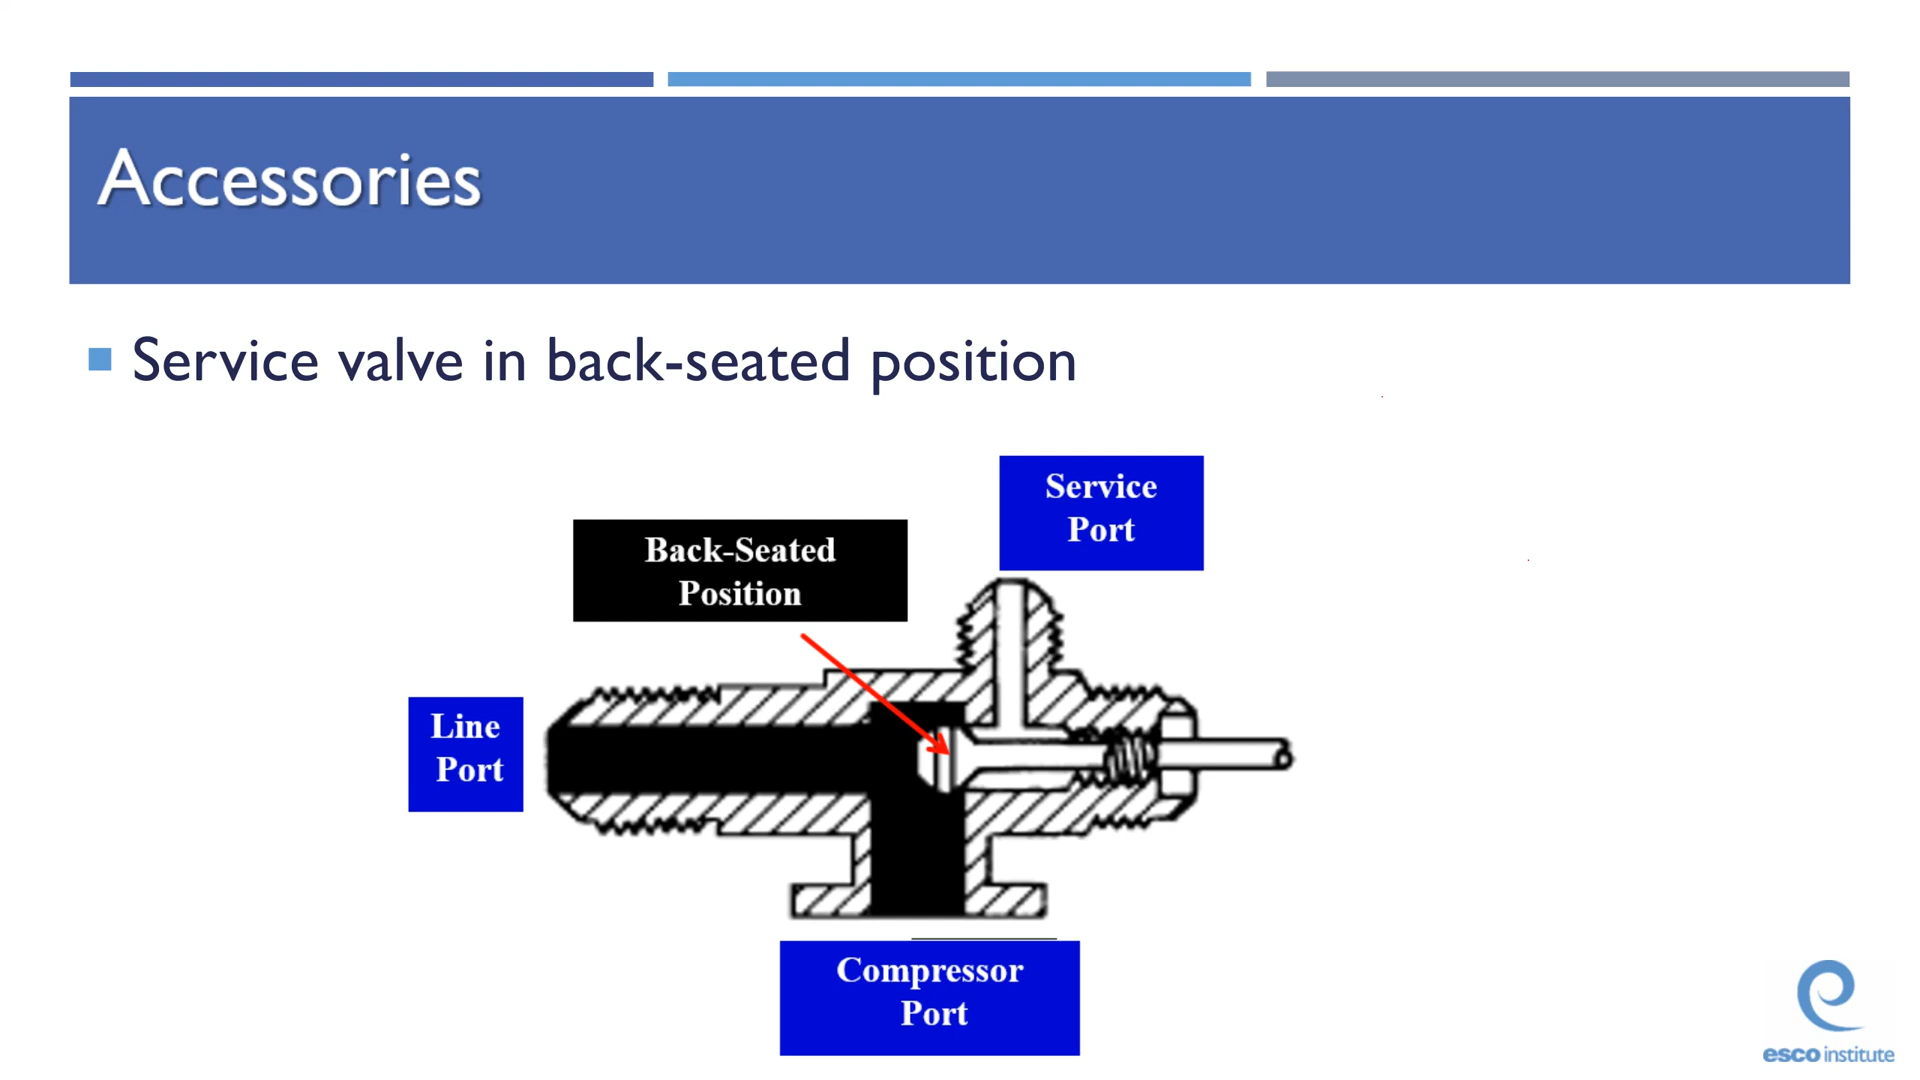 Accessories
Service valve in back-seated position
Service
Port
Back-Seated
Position
Line
Port
Compressor
Port
esco institute